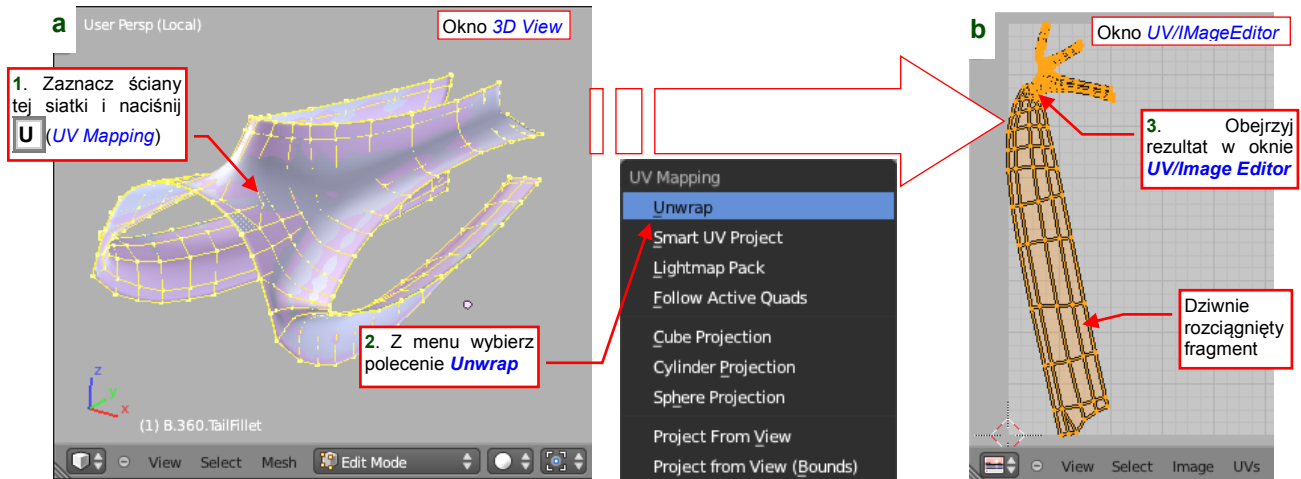 a
User Persp (Local)
Okno 3D View
1. Zaznacz ściany
tej siatki i naciśnij
U (UV Mapping)
2. Z menu wybierz
polecenie Unwrap
z
y
x
(1) B.360.TailFillet
View Select Mesh Edit Mode
UV Mapping
Unwrap
Smart UV Project
Lightmap Pack
Follow Active Quads
Cube Projection
Cylinder Projection
Sphere Projection
Project From View
Project from View (Bounds)
b
Okno UV/IMageEditor
3. Obejrzyj
rezultat w oknie
UV/Image Editor
Dziwnie
rozciągnięty
fragment
View Select Image UVs